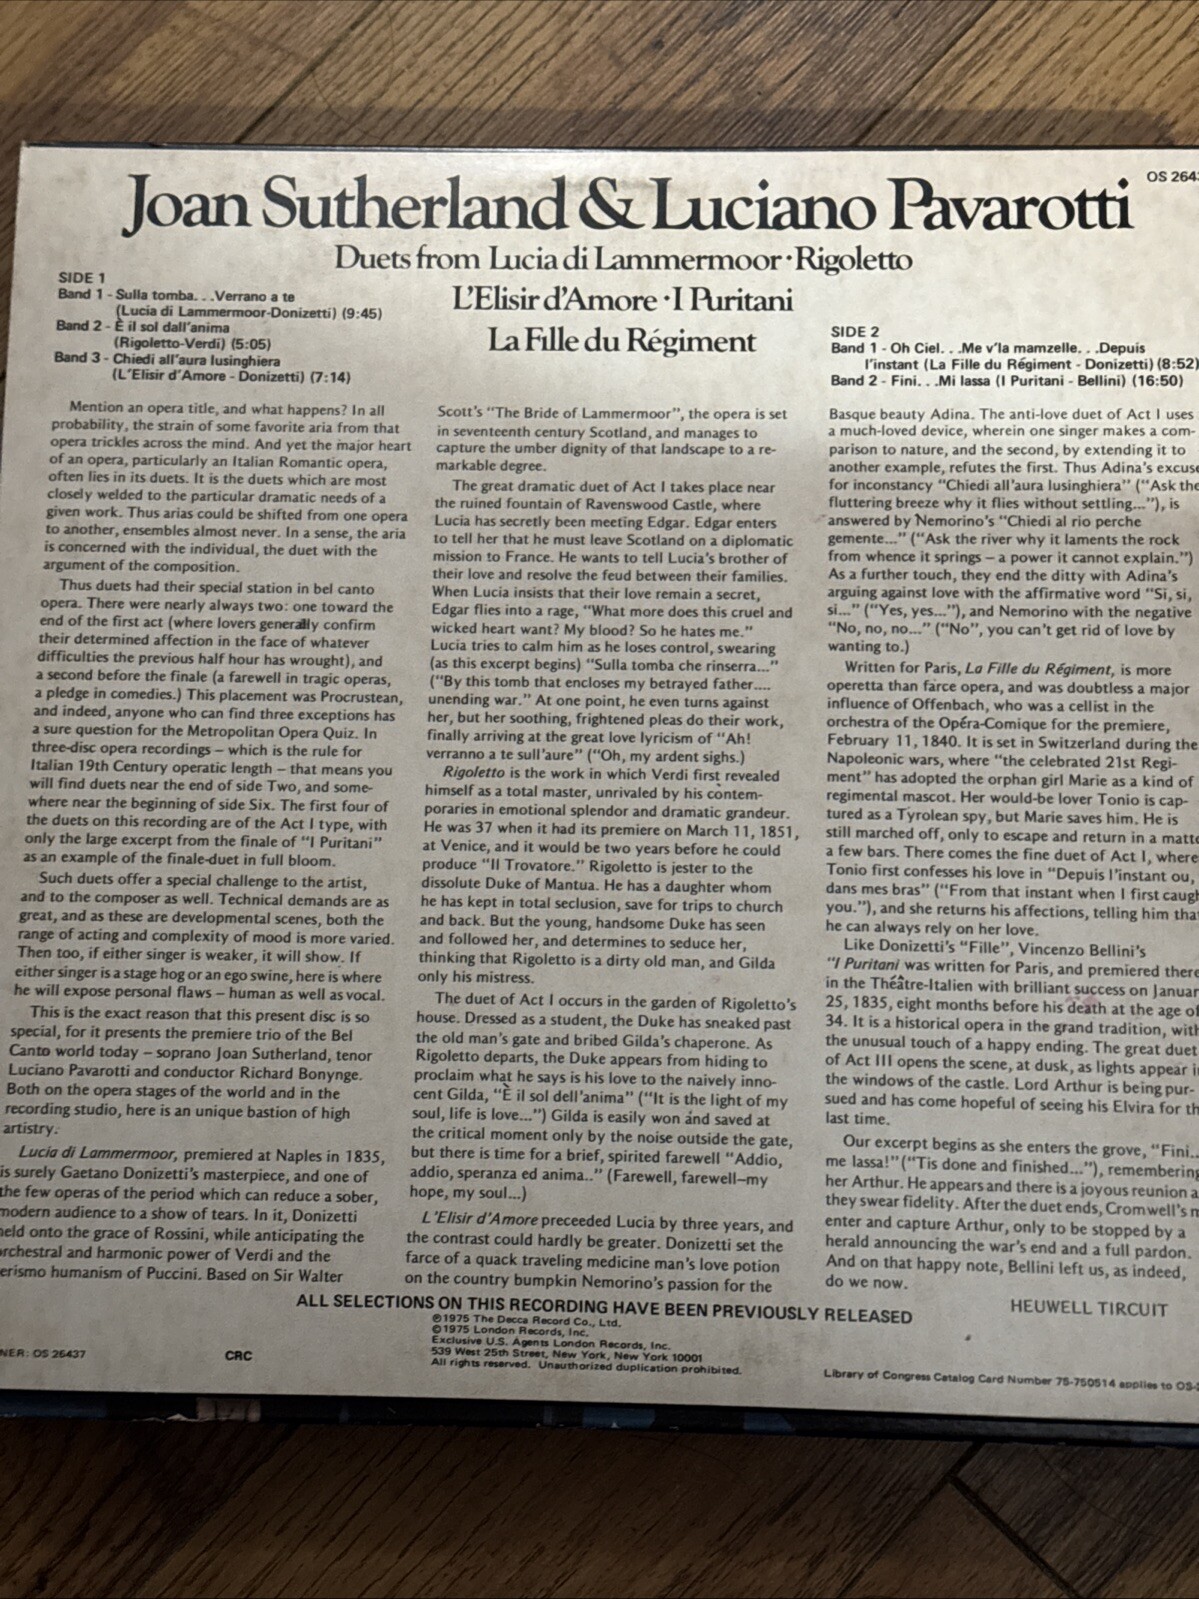 OS 2643
Joan Sutherland & Luciano Pavarotti
Duets from Lucia di Lammermoor · Rigoletto
L'Elisir d'Amore · I Puritani
La Fille du Régiment
SIDE 1
Band 1 - Sulla tomba. . .Verrano a te
(Lucia di Lammermoor-Donizetti) (9:45)
Band 2 - È il sol dall'anima
(Rigoletto-Verdi) (5:05)
Band 3 - Chiedi all'aura lusinghiera
(L'Elisir d'Amore - Donizetti) (7:14)
SIDE 2
Band 1 - Oh Ciel. . .Me v'la mamzelle. . .Depuis
l'instant (La Fille du Régiment - Donizetti) (8:52)
Band 2 - Fini. . .Mi lassa (I Puritani - Bellini) (16:50)
Mention an opera title, and what happens? In all
probability, the strain of some favorite aria from that
opera trickles across the mind. And yet the major heart
of an opera, particularly an Italian Romantic opera,
often lies in its duets. It is the duets which are most
closely welded to the particular dramatic needs of a
given work. Thus arias could be shifted from one opera
to another, ensembles almost never. In a sense, the aria
is concerned with the individual, the duet with the
argument of the composition.
Thus duets had their special station in bel canto
opera. There were nearly always two: one toward the
end of the first act (where lovers generally confirm
their determined affection in the face of whatever
difficulties the previous half hour has wrought), and
a second before the finale (a farewell in tragic operas,
a pledge in comedies.) This placement was Procrustean,
and indeed, anyone who can find three exceptions has
a sure question for the Metropolitan Opera Quiz. In
three-disc opera recordings – which is the rule for
Italian 19th Century operatic length – that means you
will find duets near the end of side Two, and some-
where near the beginning of side Six. The first four of
the duets on this recording are of the Act I type, with
only the large excerpt from the finale of "I Puritani"
as an example of the finale-duet in full bloom.
Such duets offer a special challenge to the artist,
and to the composer as well. Technical demands are as
great, and as these are developmental scenes, both the
range of acting and complexity of mood is more varied.
Then too, if either singer is weaker, it will show. If
either singer is a stage hog or an ego swine, here is where
he will expose personal flaws – human as well as vocal.
This is the exact reason that this present disc is so
special, for it presents the premiere trio of the Bel
Canto world today – soprano Joan Sutherland, tenor
Luciano Pavarotti and conductor Richard Bonynge.
Both on the opera stages of the world and in the
recording studio, here is an unique bastion of high
artistry.
Lucia di Lammermoor, premiered at Naples in 1835,
is surely Gaetano Donizetti's masterpiece, and one of
the few operas of the period which can reduce a sober,
modern audience to a show of tears. In it, Donizetti
held onto the grace of Rossini, while anticipating the
orchestral and harmonic power of Verdi and the
erismo humanism of Puccini. Based on Sir Walter
Scott's "The Bride of Lammermoor", the opera is set
in seventeenth century Scotland, and manages to
capture the umber dignity of that landscape to a re-
markable degree.
The great dramatic duet of Act I takes place near
the ruined fountain of Ravenswood Castle, where
Lucia has secretly been meeting Edgar. Edgar enters
to tell her that he must leave Scotland on a diplomatic
mission to France. He wants to tell Lucia's brother of
their love and resolve the feud between their families.
When Lucia insists that their love remain a secret,
Edgar flies into a rage, "What more does this cruel and
wicked heart want? My blood? So he hates me."
Lucia tries to calm him as he loses control, swearing
(as this excerpt begins) "Sulla tomba che rinserra..."
("By this tomb that encloses my betrayed father....
unending war." At one point, he even turns against
her, but her soothing, frightened pleas do their work,
finally arriving at the great love lyricism of "Ah!
verranno a te sull'aure" ("Oh, my ardent sighs.)
Rigoletto is the work in which Verdi first revealed
himself as a total master, unrivaled by his contem-
poraries in emotional splendor and dramatic grandeur.
He was 37 when it had its premiere on March 11, 1851,
at Venice, and it would be two years before he could
produce "Il Trovatore." Rigoletto is jester to the
dissolute Duke of Mantua. He has a daughter whom
he has kept in total seclusion, save for trips to church
and back. But the young, handsome Duke has seen
and followed her, and determines to seduce her,
thinking that Rigoletto is a dirty old man, and Gilda
only his mistress.
The duet of Act I occurs in the garden of Rigoletto's
house. Dressed as a student, the Duke has sneaked past
the old man's gate and bribed Gilda's chaperone. As
Rigoletto departs, the Duke appears from hiding to
proclaim what he says is his love to the naively inno-
cent Gilda, "È il sol dell'anima" ("It is the light of my
soul, life is love...") Gilda is easily won and saved at
the critical moment only by the noise outside the gate,
but there is time for a brief, spirited farewell "Addio,
addio, speranza ed anima.." (Farewell, farewell—my
hope, my soul...)
L'Elisir d'Amore preceeded Lucia by three years, and
the contrast could hardly be greater. Donizetti set the
farce of a quack traveling medicine man's love potion
on the country bumpkin Nemorino's passion for the
Basque beauty Adina. The anti-love duet of Act I uses
a much-loved device, wherein one singer makes a com-
parison to nature, and the second, by extending it to
another example, refutes the first. Thus Adina's excuse
for inconstancy "Chiedi all'aura lusinghiera" ("Ask the
fluttering breeze why it flies without settling..."), is
answered by Nemorino's "Chiedi al rio perche
gemente..." ("Ask the river why it laments the rock
from whence it springs – a power it cannot explain.")
As a further touch, they end the ditty with Adina's
arguing against love with the affirmative word "Si, si,
si..." ("Yes, yes..."), and Nemorino with the negative
"No, no, no..." ("No", you can't get rid of love by
wanting to.)
Written for Paris, La Fille du Régiment, is more
operetta than farce opera, and was doubtless a major
influence of Offenbach, who was a cellist in the
orchestra of the Opéra-Comique for the premiere,
February 11, 1840. It is set in Switzerland during the
Napoleonic wars, where "the celebrated 21st Regi-
ment" has adopted the orphan girl Marie as a kind of
regimental mascot. Her would-be lover Tonio is cap-
tured as a Tyrolean spy, but Marie saves him. He is
still marched off, only to escape and return in a matte
a few bars. There comes the fine duet of Act I, where
Tonio first confesses his love in "Depuis l'instant ou,
dans mes bras" ("From that instant when I first caugh
you."), and she returns his affections, telling him tha
he can always rely on her love.
Like Donizetti's "Fille", Vincenzo Bellini's
"I Puritani was written for Paris, and premiered there
in the Théâtre-Italien with brilliant success on Januar
25, 1835, eight months before his death at the age of
34. It is a historical opera in the grand tradition, with
the unusual touch of a happy ending. The great duet
of Act III opens the scene, at dusk, as lights appear i
the windows of the castle. Lord Arthur is being pur-
sued and has come hopeful of seeing his Elvira for th
last time.
Our excerpt begins as she enters the grove, "Fini..
me lassa!" ("Tis done and finished..."), remembering
her Arthur. He appears and there is a joyous reunion a
they swear fidelity. After the duet ends, Cromwell's m
enter and capture Arthur, only to be stopped by a
herald announcing the war's end and a full pardon.
And on that happy note, Bellini left us, as indeed,
do we now.
HEUWELL TIRCUIT
ALL SELECTIONS ON THIS RECORDING HAVE BEEN PREVIOUSLY RELEASED
℗1975 The Decca Record Co., Ltd.
©1975 London Records, Inc.
Exclusive U.S. Agents London Records, Inc.
539 West 25th Street, New York, New York 10001
All rights reserved. Unauthorized duplication prohibited.
NER: OS 26437
CRC
Library of Congress Catalog Card Number 75-750514 applies to OS-